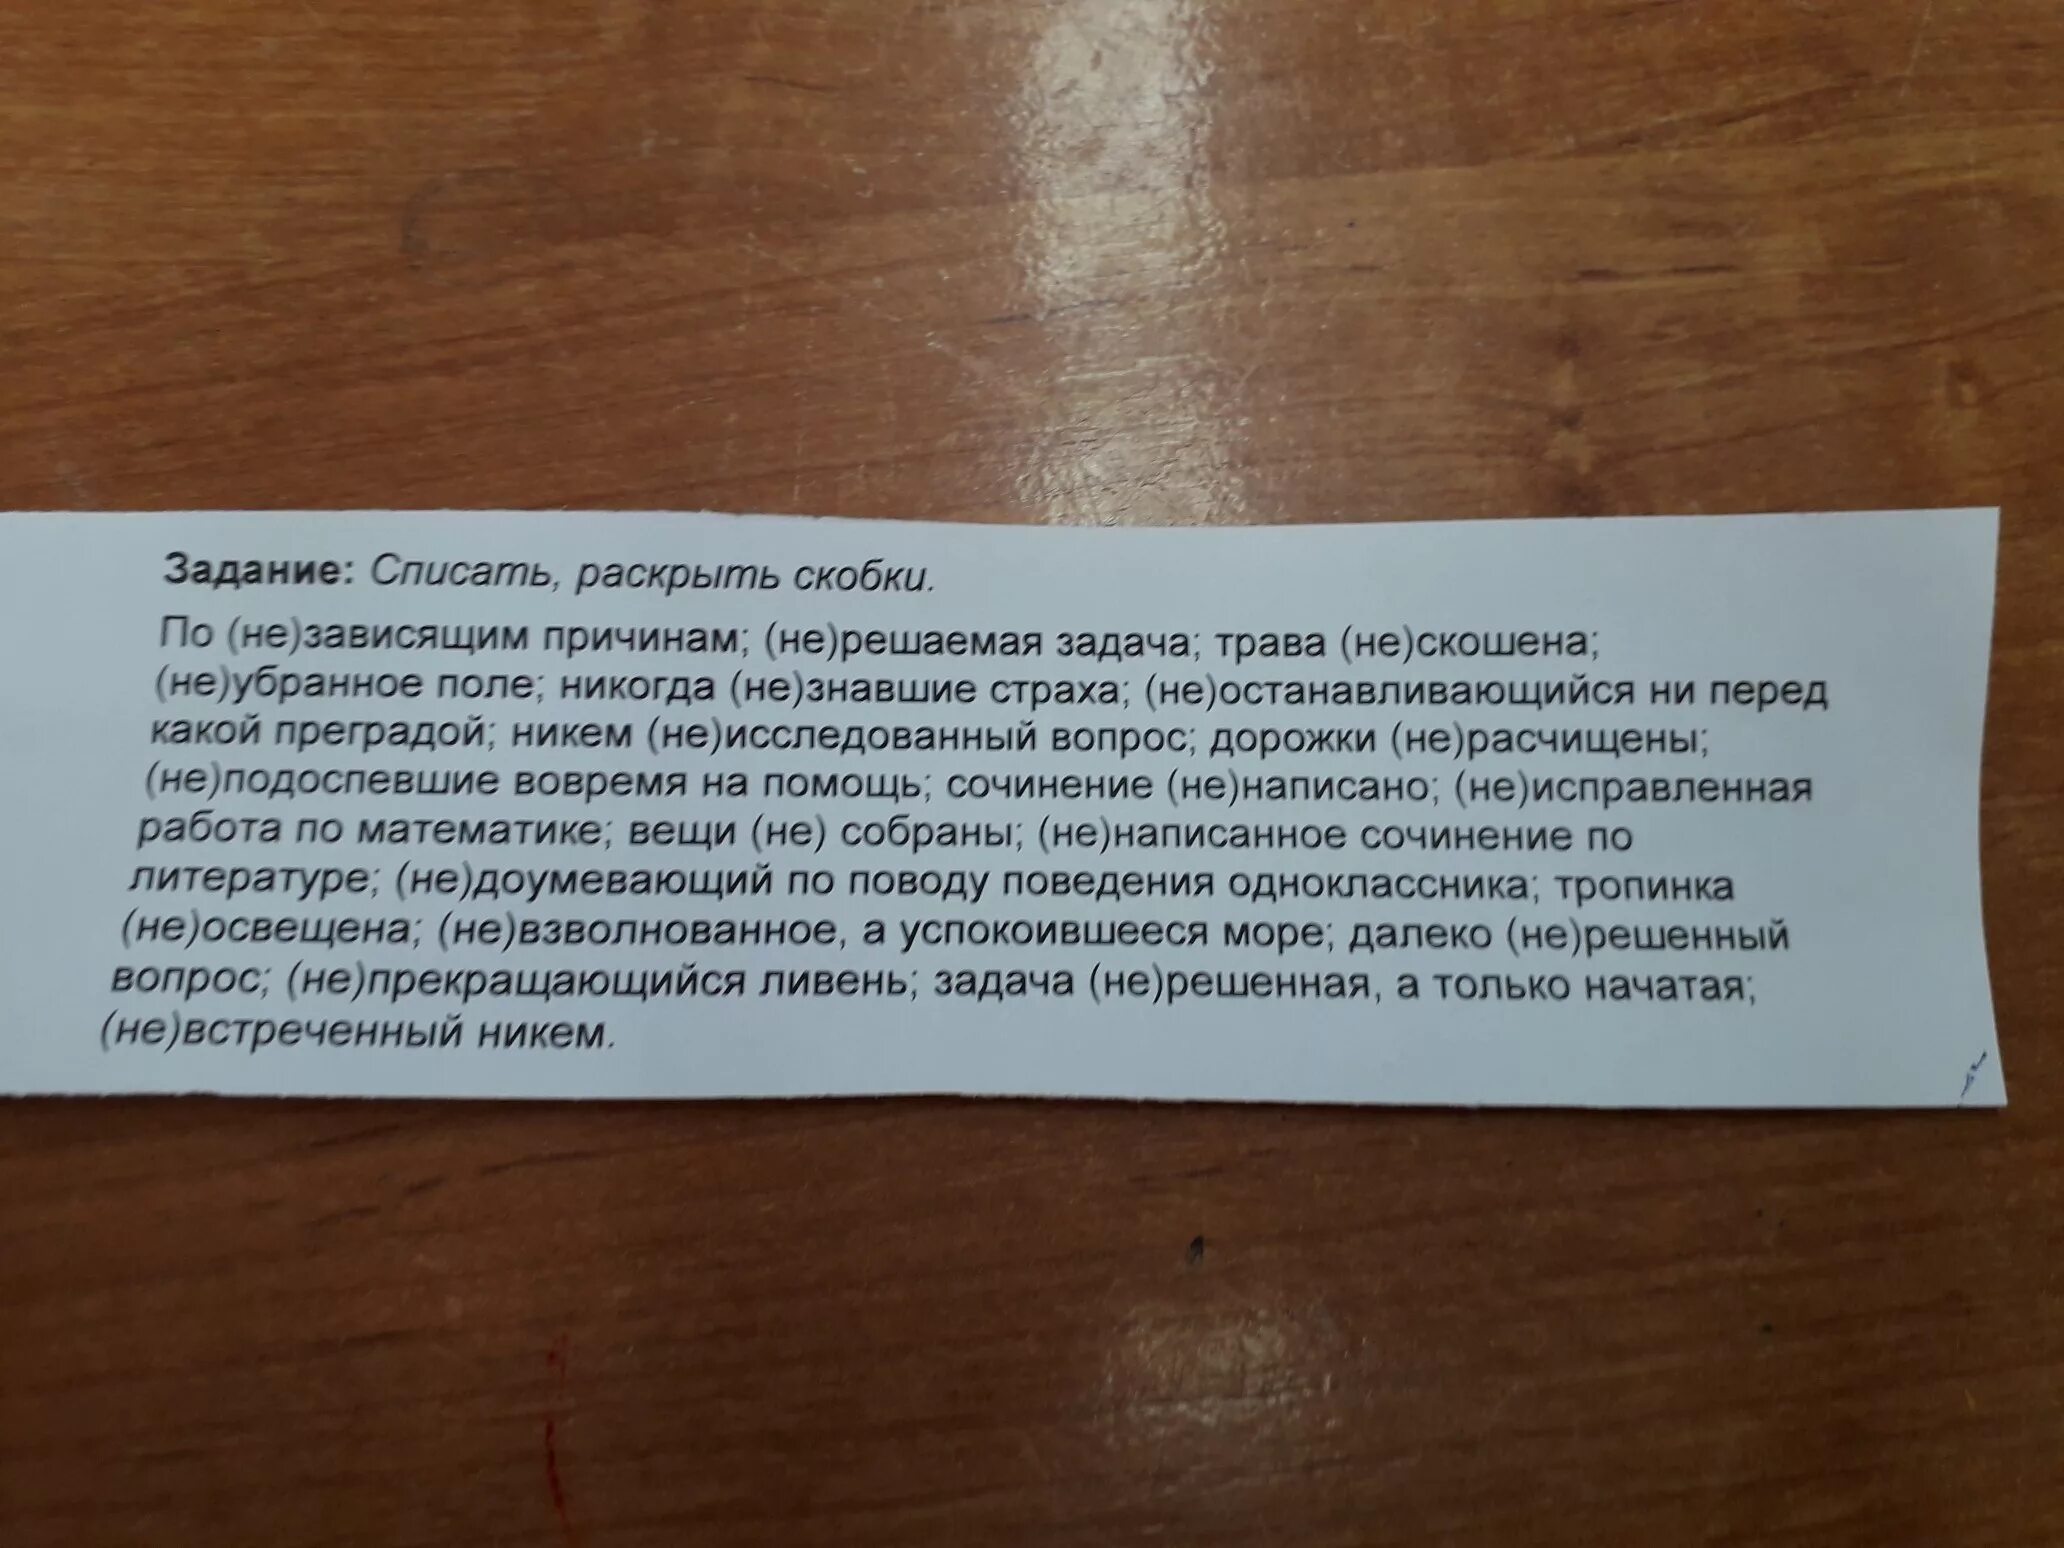 Задание: Списать, раскрыть скобки.
По (не)зависящим причинам; (не)решаемая задача; трава (не)скошена;
(не)убранное поле; никогда (не)знавшие страха; (не)останавливающийся ни перед
какой преградой; никем (не)исследованный вопрос; дорожки (не)расчищены;
(не)подоспевшие вовремя на помощь; сочинение (не)написано; (не)исправленная
работа по математике; вещи (не) собраны; (не)написанное сочинение по
литературе; (не)доумевающий по поводу поведения одноклассника; тропинка
(не)освещена; (не)взволнованное, а успокоившееся море; далеко (не)решенный
вопрос; (не)прекращающийся ливень; задача (не)решенная, а только начатая;
(не)встреченный никем.